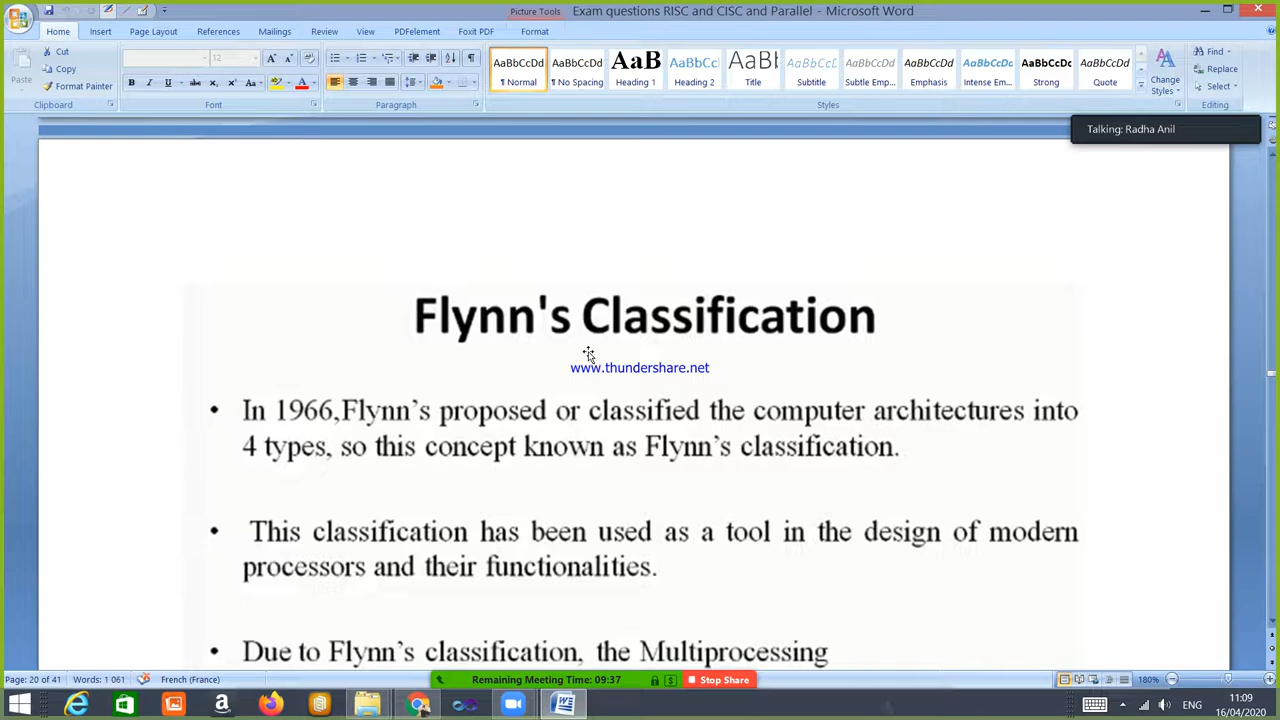 Exam questions RISC and CISC and Parallel - Microsoft Word
Picture Tools
Home Insert Page Layout References Mailings Review View PDFelement Foxit PDF Format
Cut
Copy
Format Painter
Paste
Clipboard
12
Font
Paragraph
AaBbCcDd AaBbCcDd AaB AaBbCc AaBb AaBbCcL AaBbCcDd AaBbCcDd AaBbCcDc AaBbCcDd AaBbCcDd
¶ Normal ¶ No Spacing Heading 1 Heading 2 Title Subtitle Subtle Emp... Emphasis Intense Em... Strong Quote
Styles
Change Styles
Find
Replace
Select
Editing
Talking: Radha Anil
Flynn's Classification
www.thundershare.net
• In 1966,Flynn's proposed or classified the computer architectures into
4 types, so this concept known as Flynn's classification.
• This classification has been used as a tool in the design of modern
processors and their functionalities.
• Due to Flynn's classification, the Multiprocessing
Page: 20 of 41 Words: 1 061 French (France)
Remaining Meeting Time: 09:37
Stop Share
180%
ENG
11:09
16/04/2020